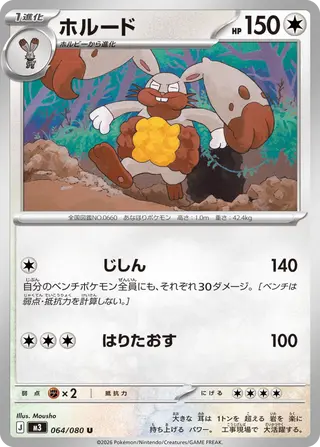 1進化
ホルード
HP 150
ホルビーから進化
全国図鑑NO.0660 あなほりポケモン 高さ：1.0m 重さ：42.4kg
じしん 140
自分のベンチポケモン全員にも、それぞれ30ダメージ。［ベンチは
弱点・抵抗力を計算しない。］
はりたおす 100
弱点 ×2 抵抗力 にげる
Illus. Mousho
J m3 064/080 U
大きな 耳は 1トンを 超える 岩を 楽に
持ち上げる パワー。工事現場で 大活躍する。
©2026 Pokémon/Nintendo/Creatures/GAME FREAK.